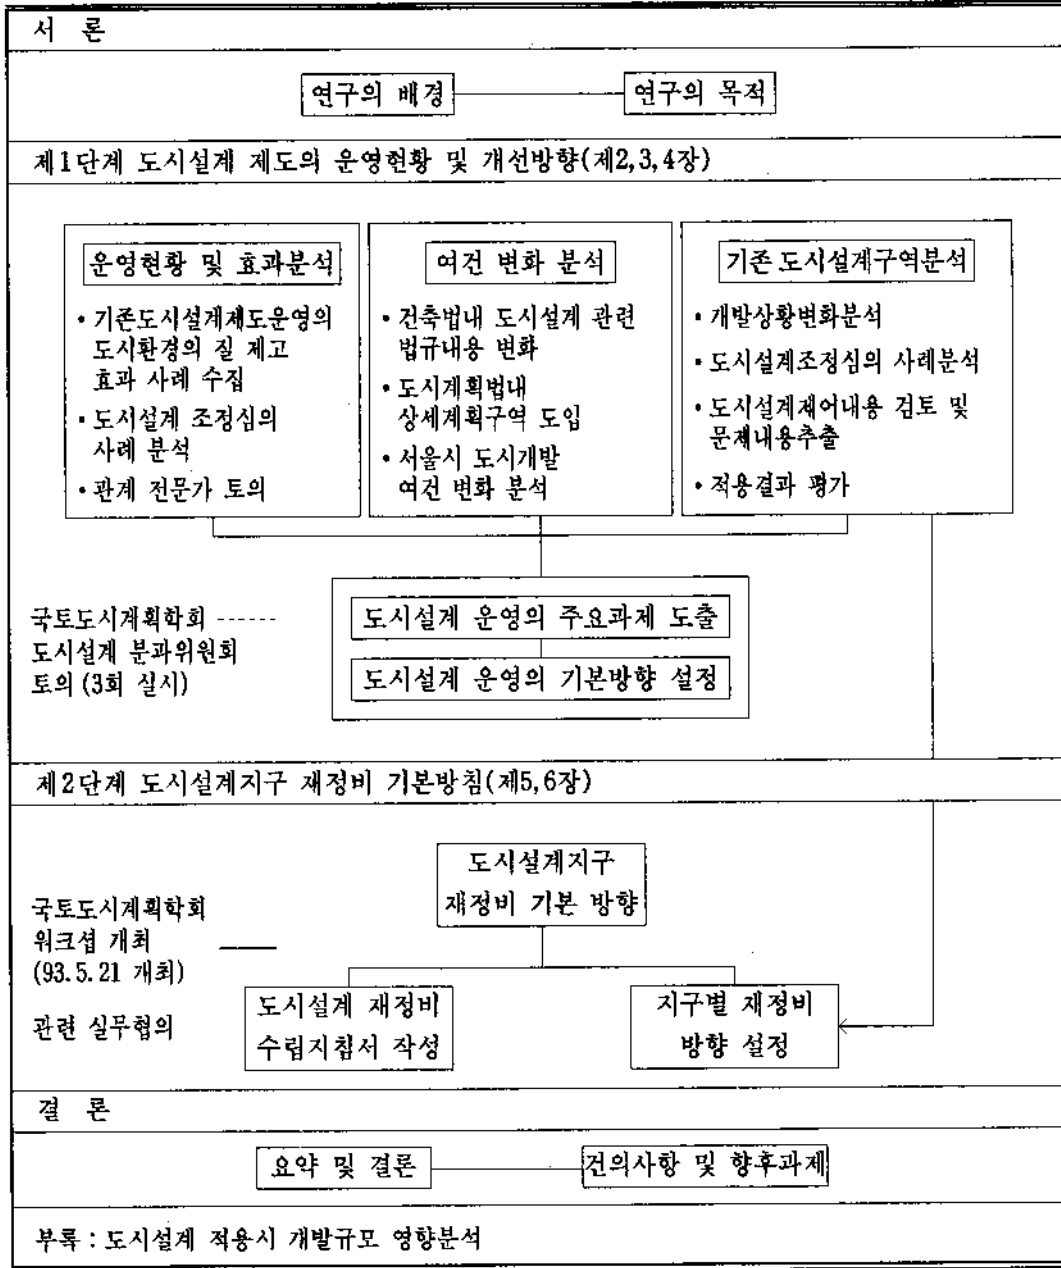 서 론
연구의 배경
연구의 목적
제1단계 도시설계 제도의 운영현황 및 개선방향(제2,3,4장)
운영현황 및 효과분석
• 기존도시설계제도운영의
도시환경의 질 제고
효과 사례 수집
• 도시설계 조정심의
사례 분석
• 관계 전문가 토의
여건 변화 분석
• 건축법내 도시설계 관련
법규내용 변화
• 도시계획법내
상세계획구역 도입
• 서울시 도시개발
여건 변화 분석
기존 도시설계구역분석
• 개발상황변화분석
• 도시설계조정심의 사례분석
• 도시설계제어내용 검토 및
문제내용추출
• 적용결과 평가
국토도시계획학회
도시설계 분과위원회
토의(3회 실시)
도시설계 운영의 주요과제 도출
도시설계 운영의 기본방향 설정
제2단계 도시설계지구 재정비 기본방침(제5,6장)
도시설계지구
재정비 기본 방향
국토도시계획학회
워크셥 개최
(93.5.21 개최)
관련 실무협의
도시설계 재정비
수립지침서 작성
지구별 재정비
방향 설정
결 론
요약 및 결론
건의사항 및 향후과제
부록 : 도시설계 적용시 개발규모 영향분석